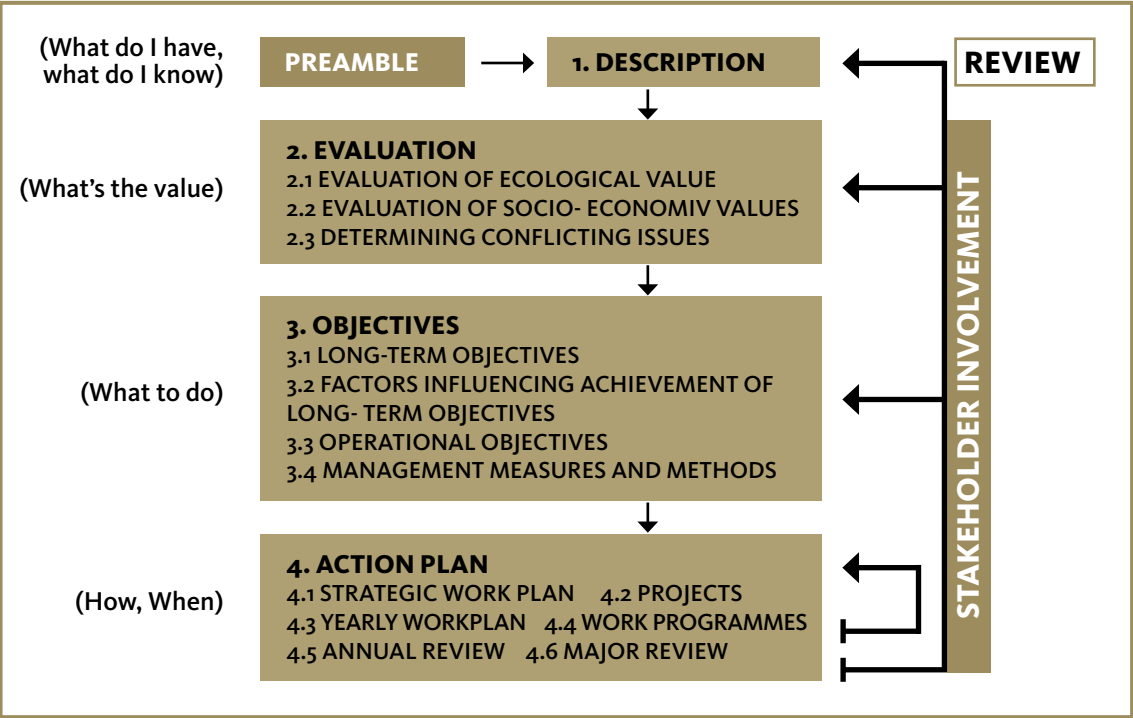 (What do I have,
what do I know)
PREAMBLE
1. DESCRIPTION
REVIEW
(What's the value)
2. EVALUATION
2.1 EVALUATION OF ECOLOGICAL VALUE
2.2 EVALUATION OF SOCIO- ECONOMIV VALUES
2.3 DETERMINING CONFLICTING ISSUES
(What to do)
3. OBJECTIVES
3.1 LONG-TERM OBJECTIVES
3.2 FACTORS INFLUENCING ACHIEVEMENT OF
LONG- TERM OBJECTIVES
3.3 OPERATIONAL OBJECTIVES
3.4 MANAGEMENT MEASURES AND METHODS
(How, When)
4. ACTION PLAN
4.1 STRATEGIC WORK PLAN 4.2 PROJECTS
4.3 YEARLY WORKPLAN 4.4 WORK PROGRAMMES
4.5 ANNUAL REVIEW 4.6 MAJOR REVIEW
STAKEHOLDER INVOLVEMENT